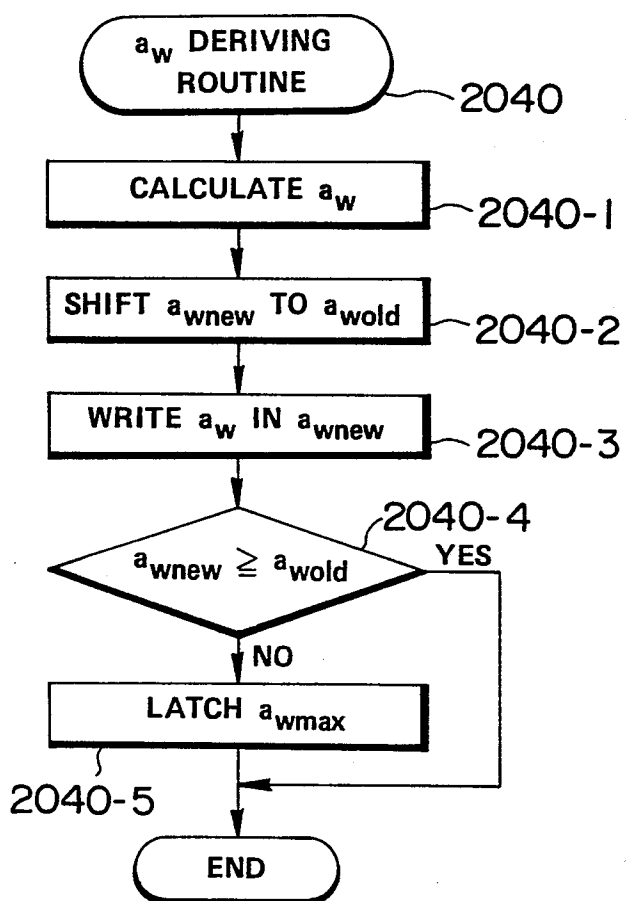 a_w DERIVING
ROUTINE
2040
CALCULATE a_w
2040-1
SHIFT a_wnew TO a_wold
2040-2
WRITE a_w IN a_wnew
2040-3
2040-4
a_wnew ≧ a_wold
YES
NO
LATCH a_wmax
2040-5
END